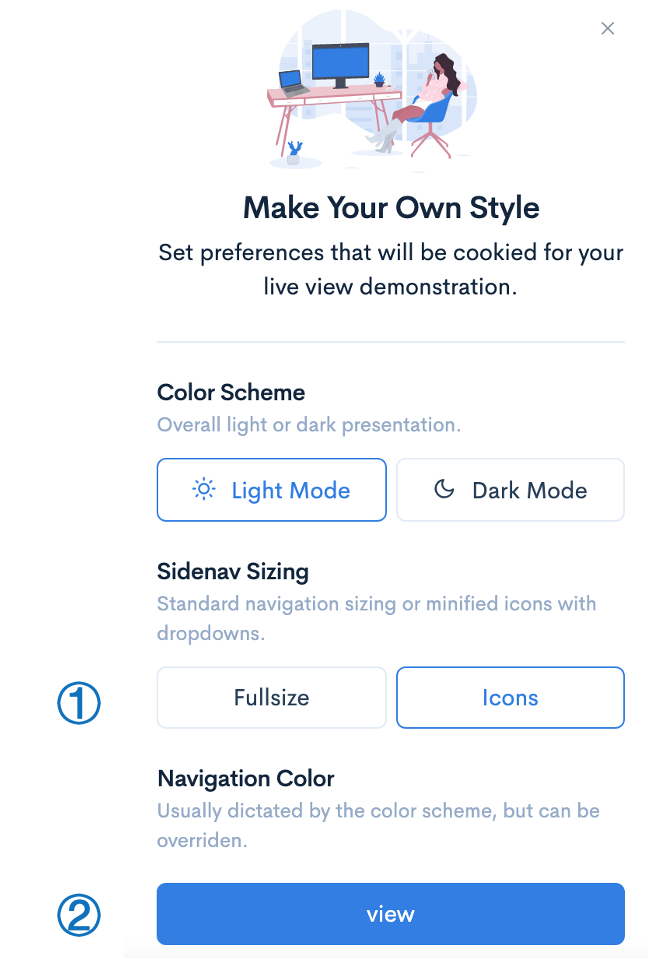 Make Your Own Style
Set preferences that will be cookied for your
live view demonstration.
Color Scheme
Overall light or dark presentation.
Light Mode
Dark Mode
Sidenav Sizing
Standard navigation sizing or minified icons with
dropdowns.
①
Fullsize
Icons
Navigation Color
Usually dictated by the color scheme, but can be
overriden.
②
view